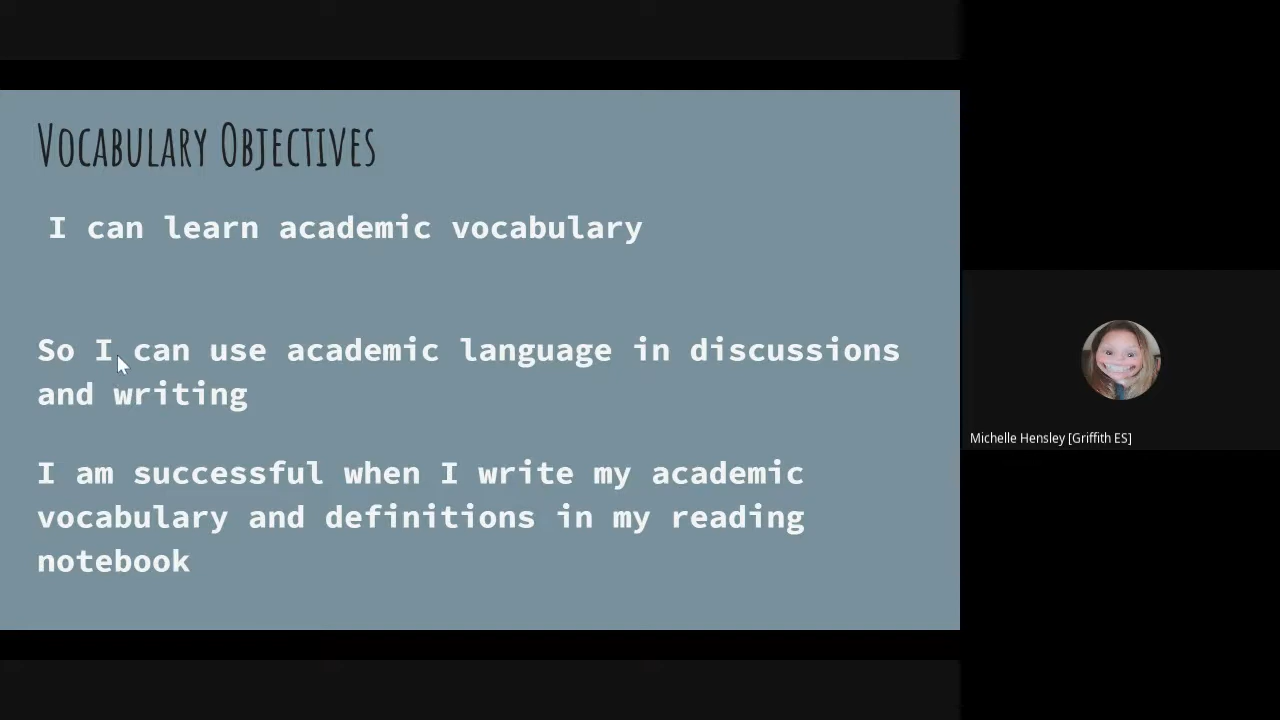 Vocabulary Objectives
I can learn academic vocabulary
So I can use academic language in discussions
and writing
I am successful when I write my academic
vocabulary and definitions in my reading
notebook
Michelle Hensley [Griffith ES]